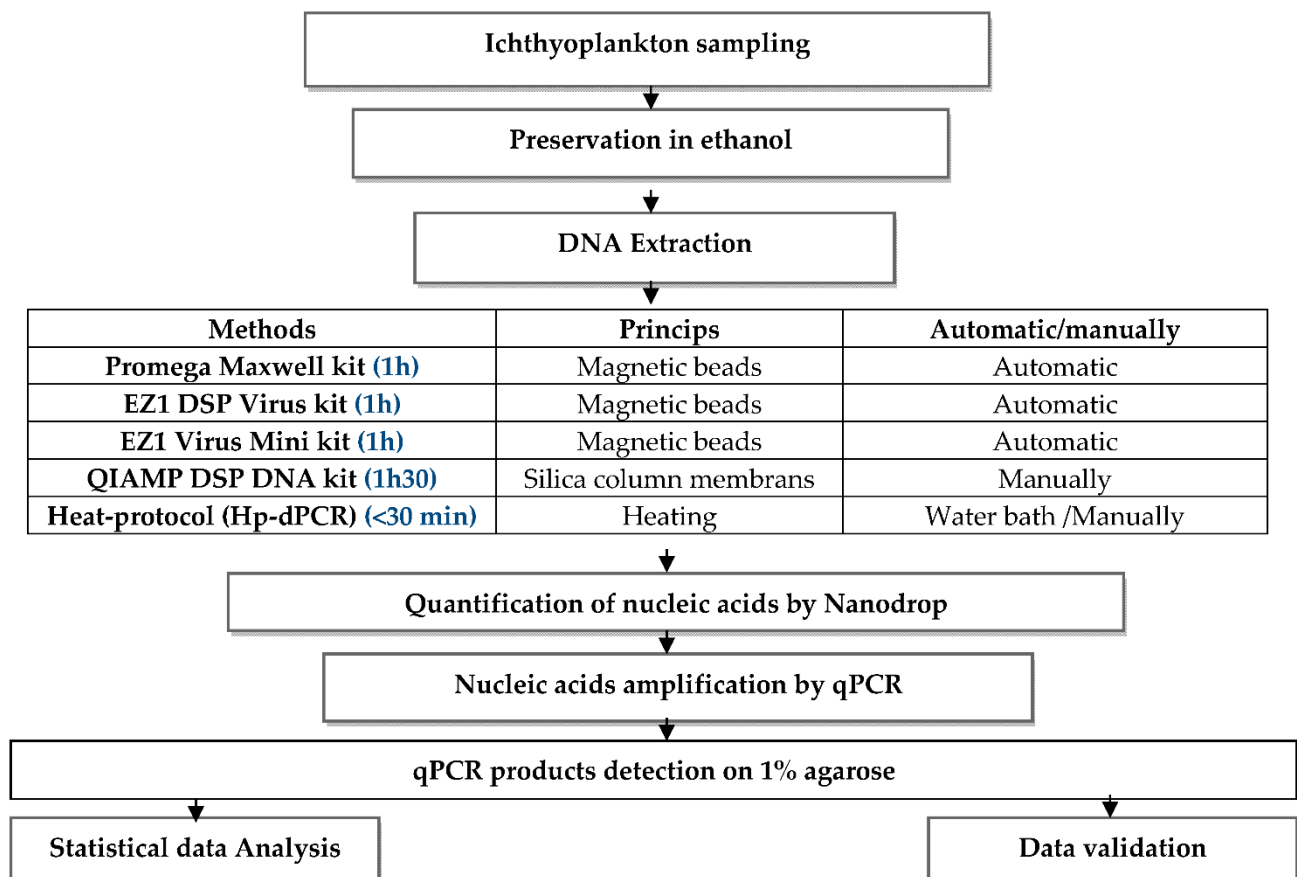 Ichthyoplankton sampling
Preservation in ethanol
DNA Extraction
Methods Princips Automatic/manually
Promega Maxwell kit (1h) Magnetic beads Automatic
EZ1 DSP Virus kit (1h) Magnetic beads Automatic
EZ1 Virus Mini kit (1h) Magnetic beads Automatic
QIAMP DSP DNA kit (1h30) Silica column membrans Manually
Heat-protocol (Hp-dPCR) (<30 min) Heating Water bath /Manually
Quantification of nucleic acids by Nanodrop
Nucleic acids amplification by qPCR
qPCR products detection on 1% agarose
Statistical data Analysis Data validation